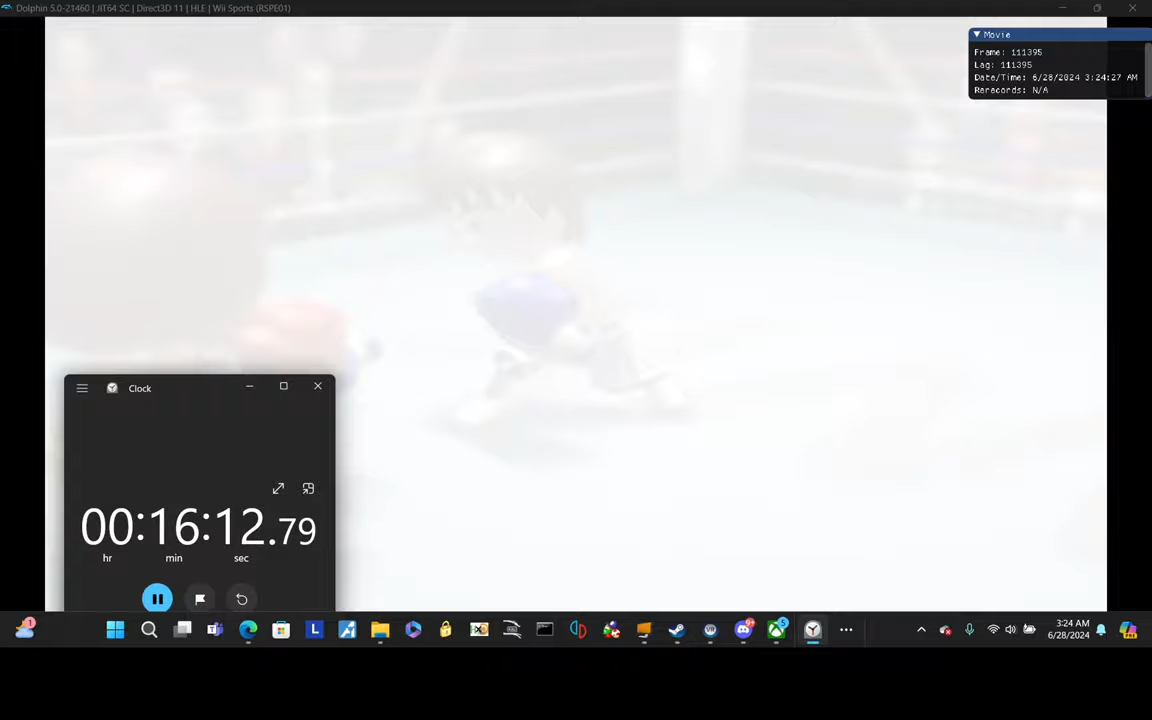 Dolphin 5.0-21460 | JIT64 SC | Direct3D 11 | HLE | Wii Sports (RSPE01)
Movie
Frame: 111395
Lag: 111395
Date/Time: 6/28/2024 3:24:27 AM
Rerecords: N/A
Clock
00:16:12.79
hr min sec
3:24 AM
6/28/2024